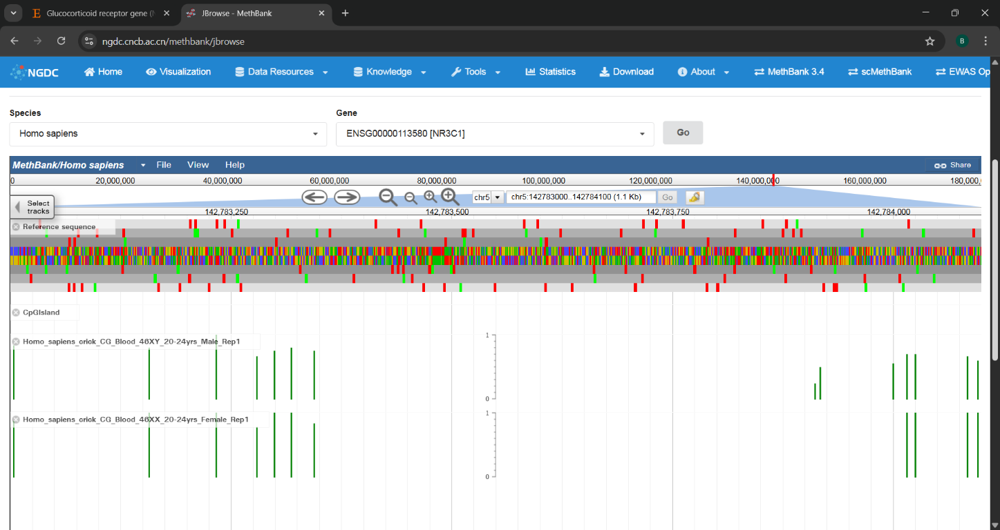 Glucocorticoid receptor gene (N
JBrowse - MethBank
ngdc.cncb.ac.cn/methbank/jbrowse
B
NGDC
Home
Visualization
Data Resources
Knowledge
Tools
Statistics
Download
About
MethBank 3.4
scMethBank
EWAS Op
Species
Gene
Homo sapiens
ENSG00000113580 [NR3C1]
Go
MethBank/Homo sapiens
File
View
Help
Share
0 20,000,000 40,000,000 60,000,000 80,000,000 100,000,000 120,000,000 140,000,000 160,000,000 180,000,
Select
tracks
chr5
chr5:142783000..142784100 (1.1 Kb)
Go
142,783,250 142,783,500 142,783,750 142,784,000
Reference sequence
CpGIsland
Homo_sapiens_crick_CG_Blood_46XY_20-24yrs_Male_Rep1
1
0
Homo_sapiens_crick_CG_Blood_46XX_20-24yrs_Female_Rep1
1
0